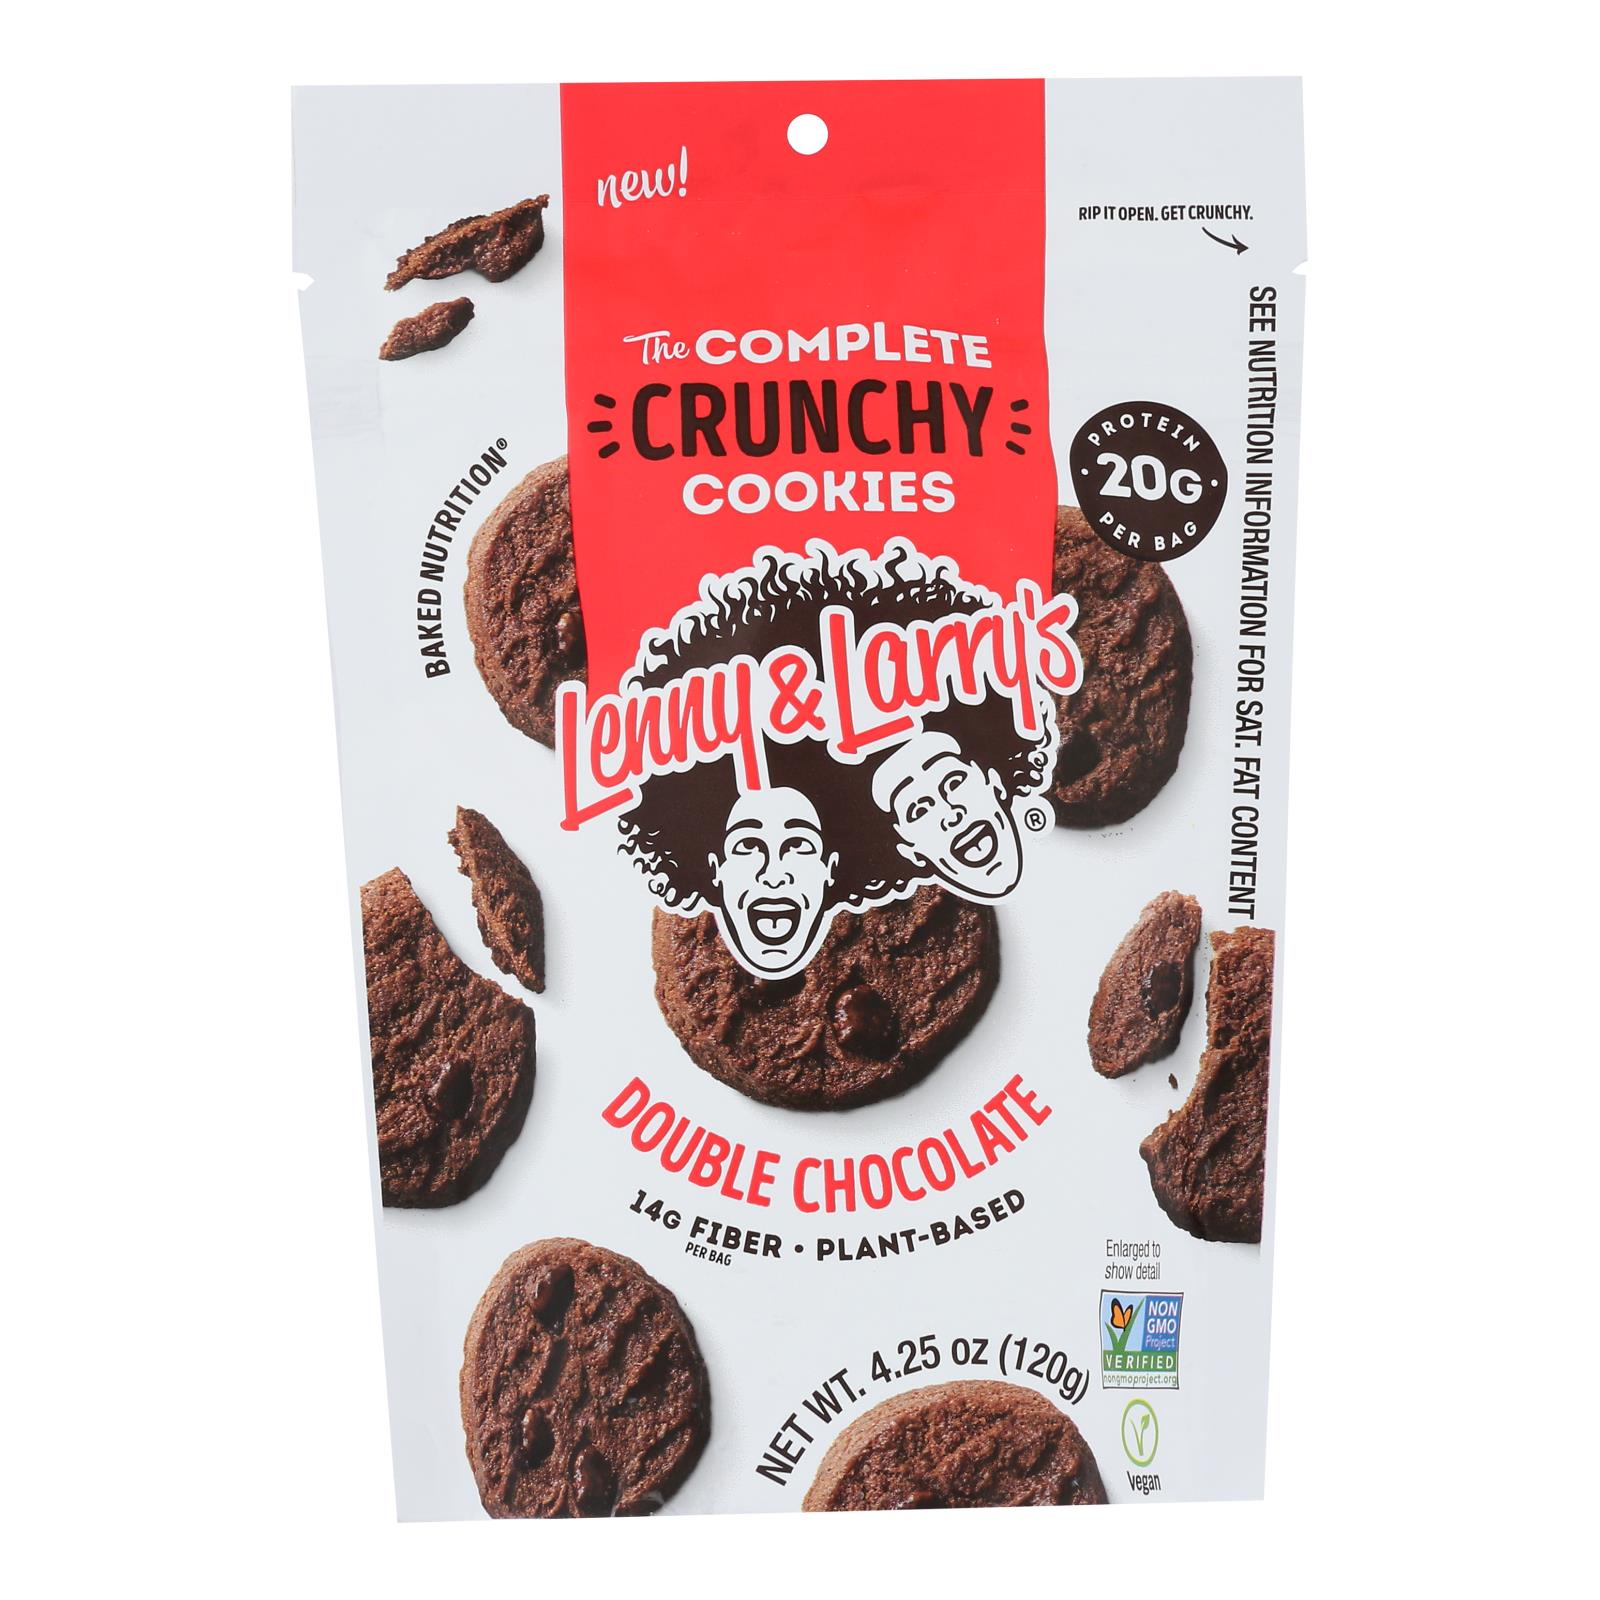 new!
RIP IT OPEN. GET CRUNCHY.
The COMPLETE
CRUNCHY
COOKIES
PROTEIN
20G
PER BAG
BAKED NUTRITION®
SEE NUTRITION INFORMATION FOR SAT. FAT CONTENT
Lenny & Larry's
®
DOUBLE CHOCOLATE
14G FIBER • PLANT-BASED
PER BAG
Enlarged to
show detail
NON
GMO
Project
VERIFIED
nongmoproject.org
NET WT. 4.25 oz (120g)
Vegan